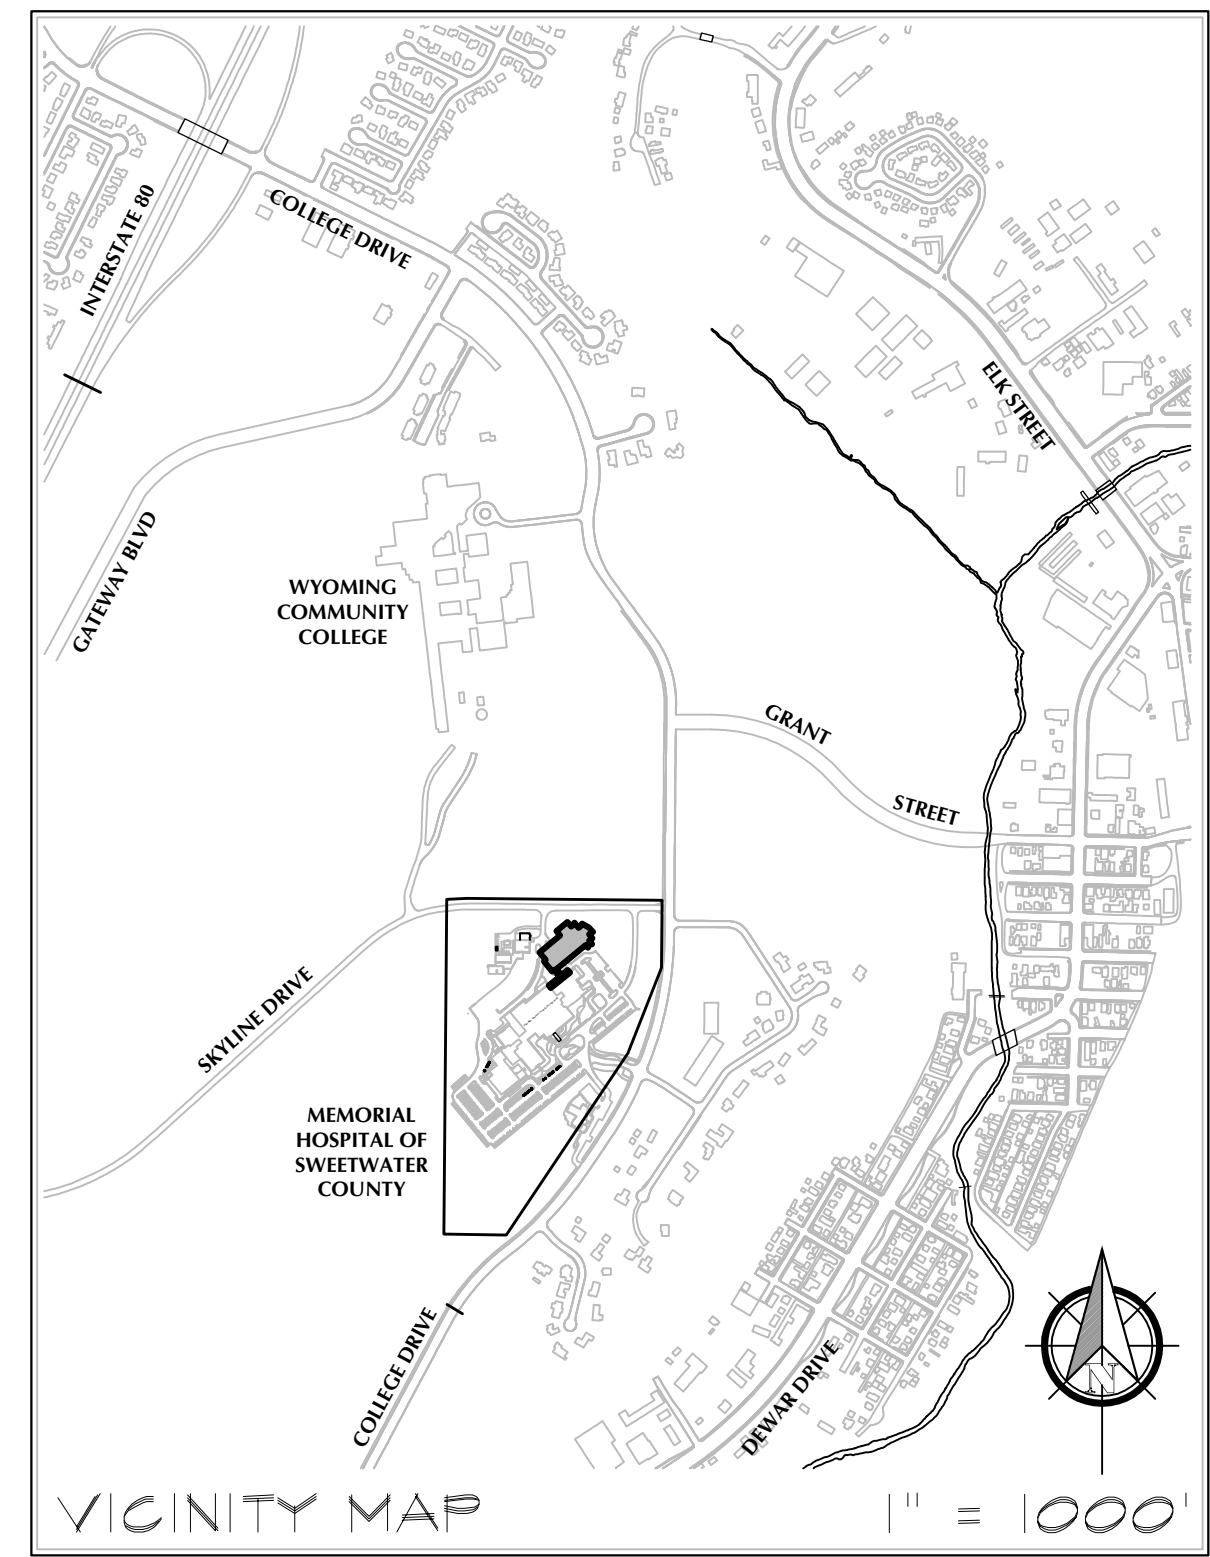 COLLEGE DRIVE
INTERSTATE 80
ELK STREET
GATEWAY BLVD
WYOMING
COMMUNITY
COLLEGE
GRANT
STREET
SKYLINE DRIVE
MEMORIAL
HOSPITAL OF
SWEETWATER
COUNTY
COLLEGE DRIVE
DEWAR DRIVE
N
VICINITY MAP
1" = 1000'